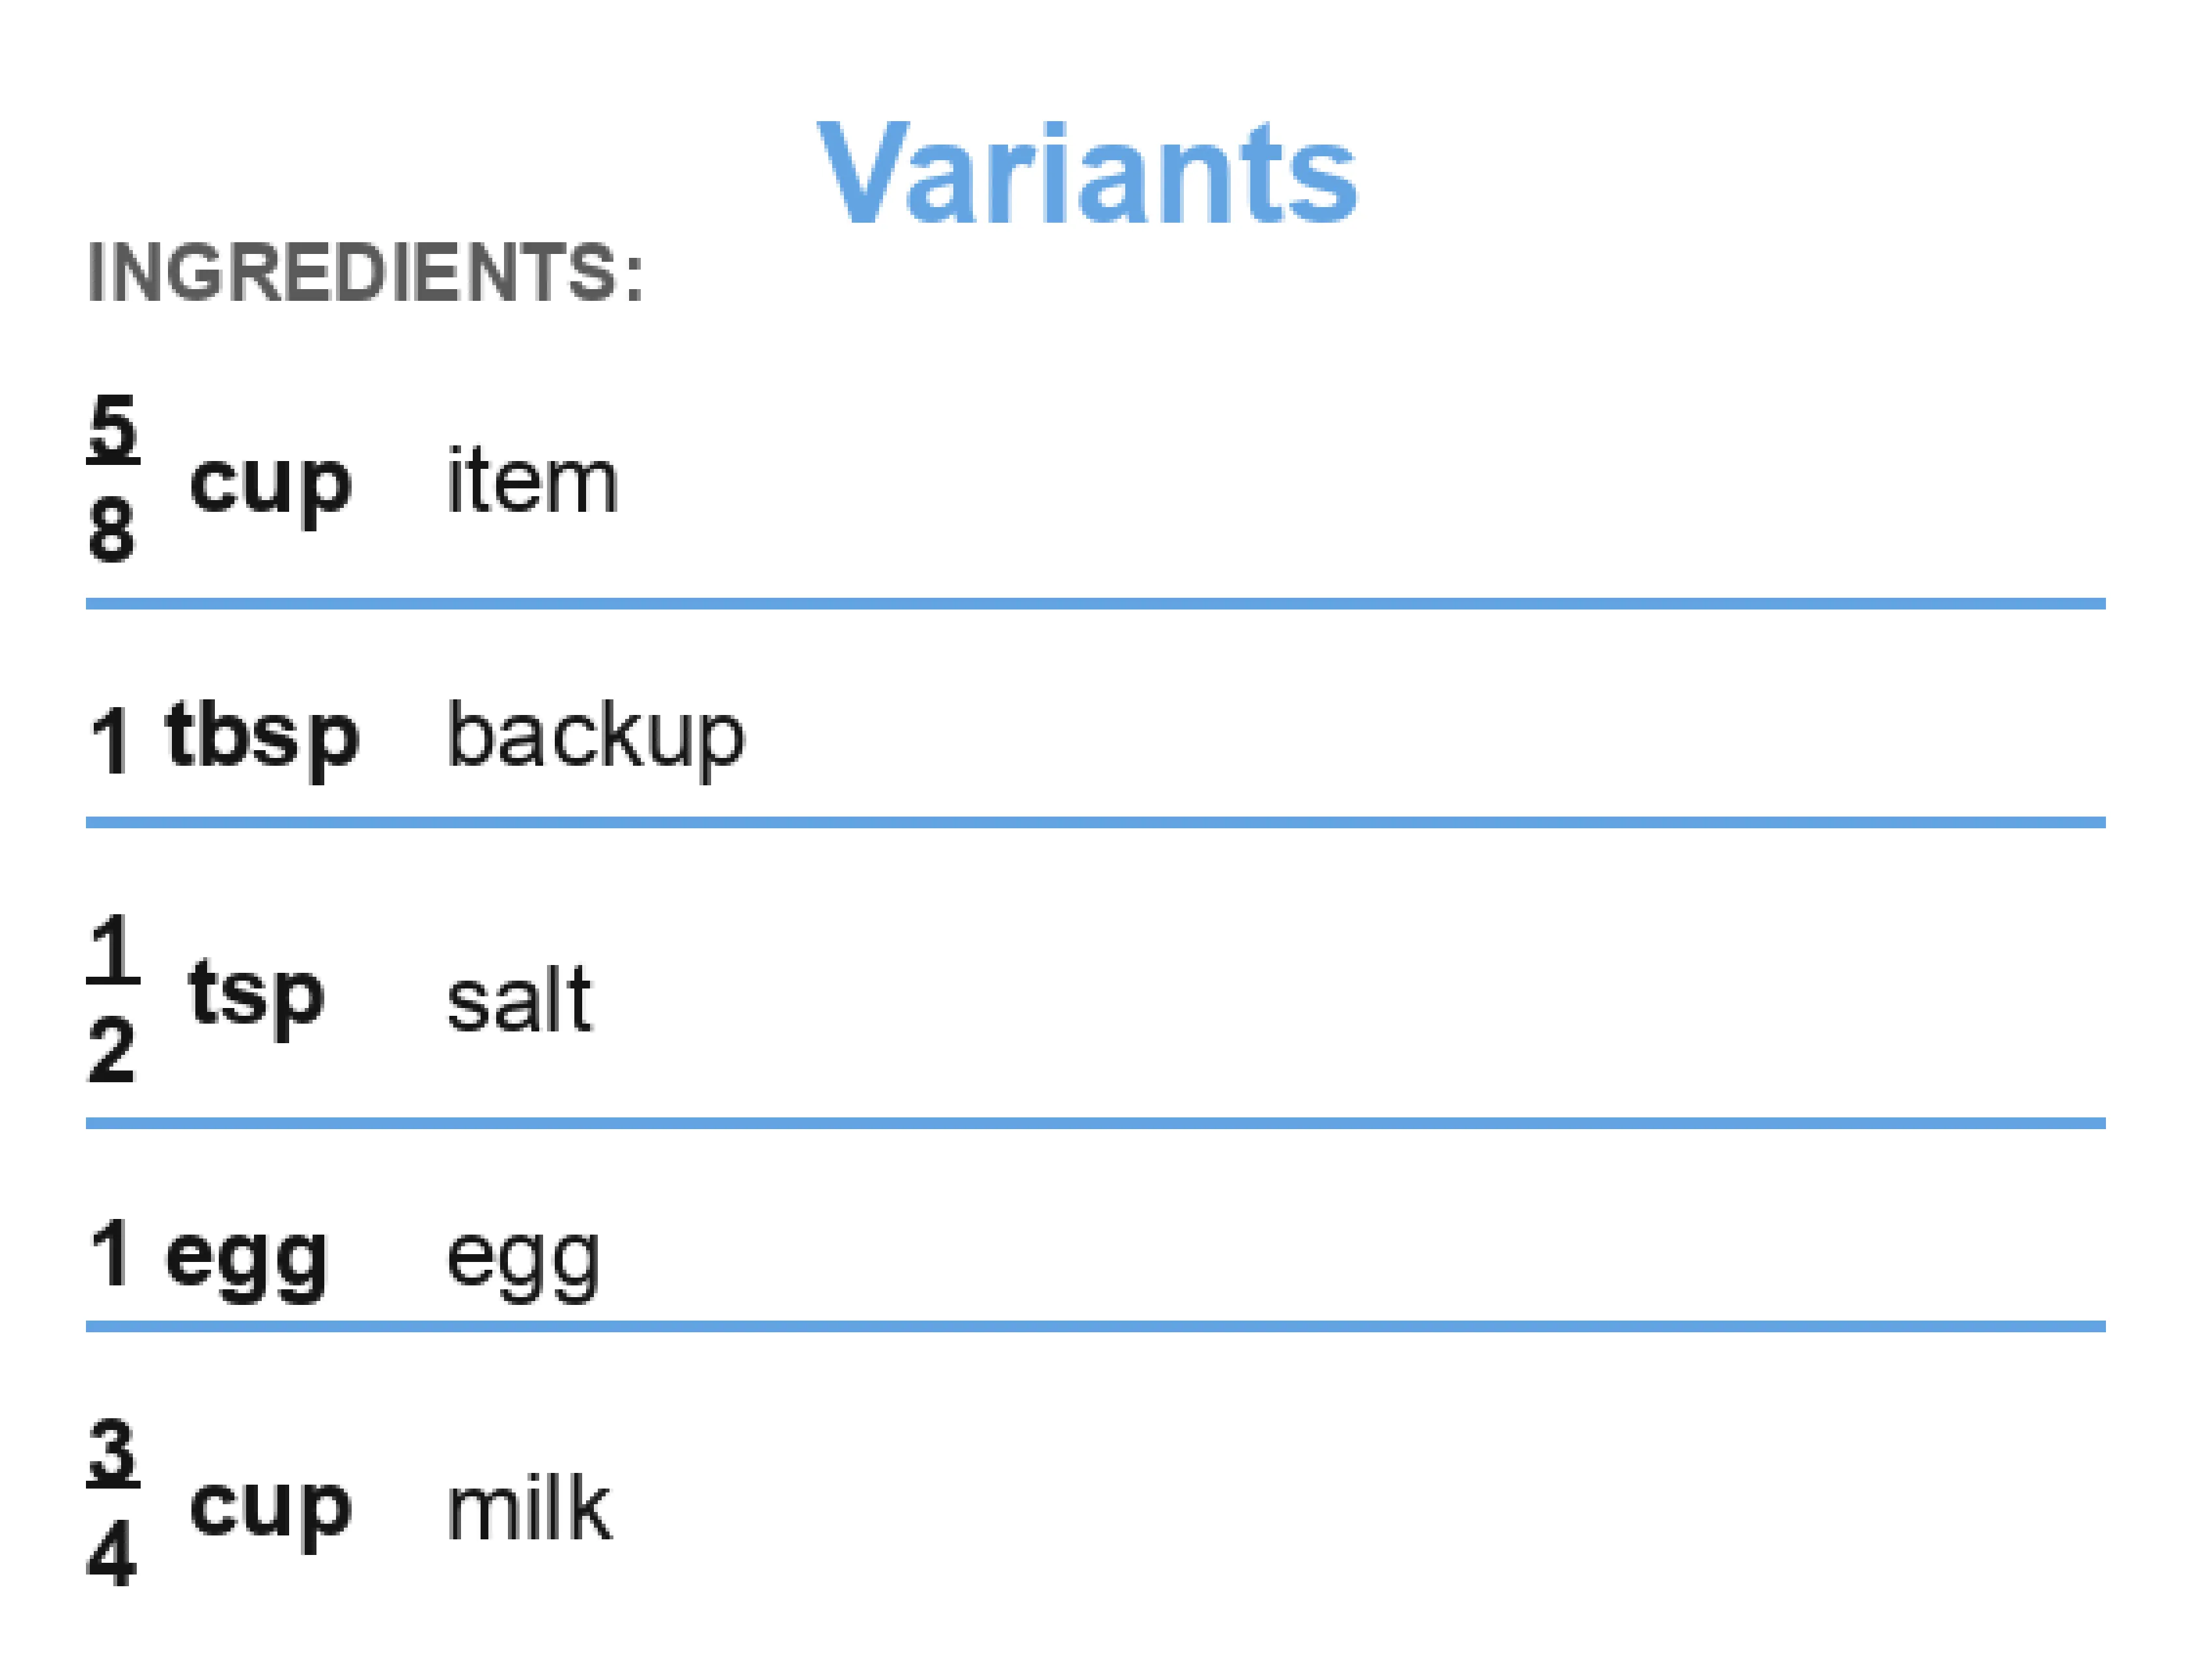 Variants
INGREDIENTS:
5/8 cup item
1 tbsp backup
1/2 tsp salt
1 egg egg
3/4 cup milk